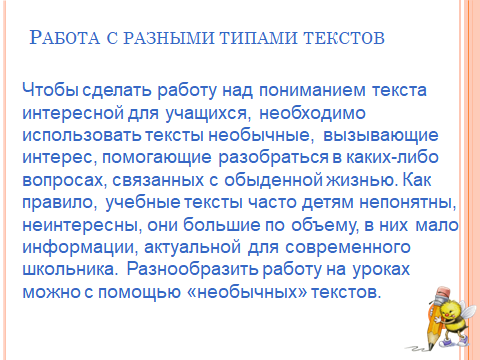 Работа с разными типами текстов
Чтобы сделать работу над пониманием текста
интересной для учащихся, необходимо
использовать тексты необычные, вызывающие
интерес, помогающие разобраться в каких-либо
вопросах, связанных с обыденной жизнью. Как
правило, учебные тексты часто детям непонятны,
неинтересны, они большие по объему, в них мало
информации, актуальной для современного
школьника. Разнообразить работу на уроках
можно с помощью «необычных» текстов.